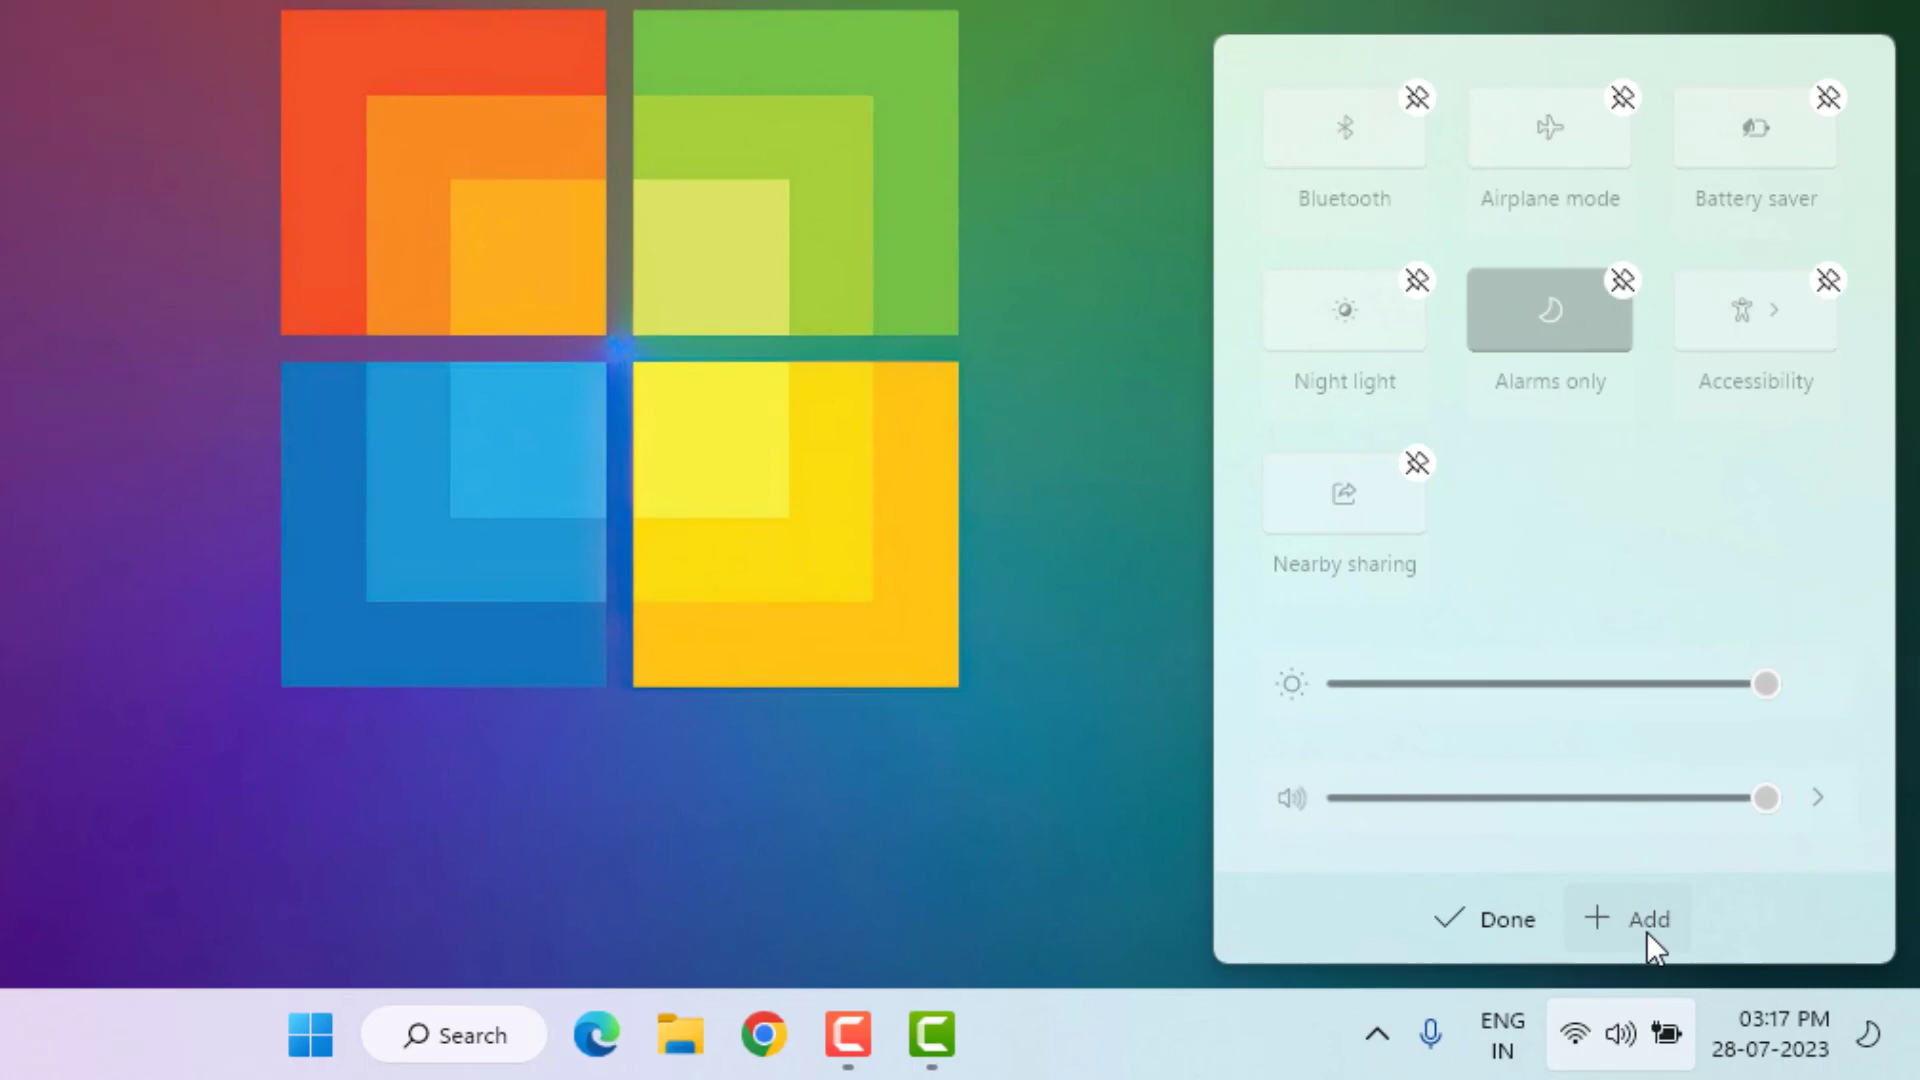 Bluetooth
Airplane mode
Battery saver
Night light
Alarms only
Accessibility
Nearby sharing
Done
Add
Search
ENG
IN
03:17 PM
28-07-2023